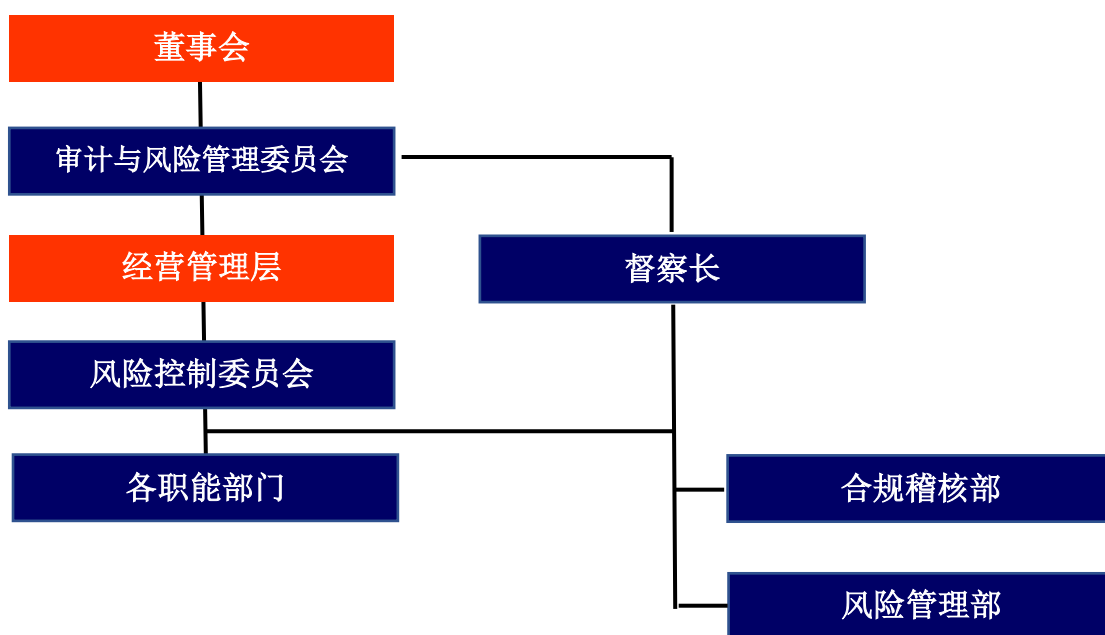 董事会
审计与风险管理委员会
经营管理层
督察长
风险控制委员会
各职能部门
合规稽核部
风险管理部